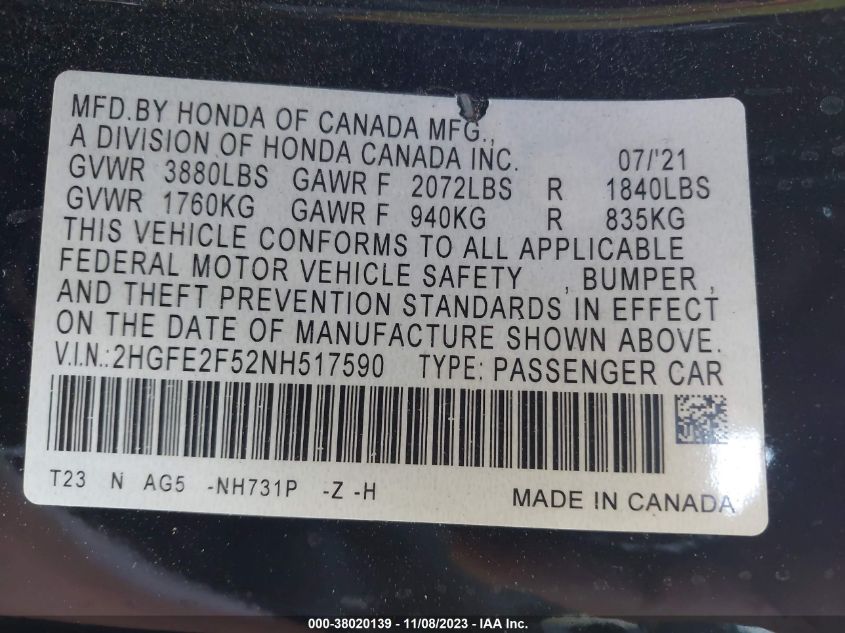 MFD.BY HONDA OF CANADA MFG.,
A DIVISION OF HONDA CANADA INC. 07/'21
GVWR 3880LBS GAWR F 2072LBS R 1840LBS
GVWR 1760KG GAWR F 940KG R 835KG
THIS VEHICLE CONFORMS TO ALL APPLICABLE
FEDERAL MOTOR VEHICLE SAFETY , BUMPER ,
AND THEFT PREVENTION STANDARDS IN EFFECT
ON THE DATE OF MANUFACTURE SHOWN ABOVE.
V.I.N.:2HGFE2F52NH517590 TYPE: PASSENGER CAR
T23 N AG5 -NH731P -Z -H MADE IN CANADA
000-38020139 - 11/08/2023 - IAA Inc.